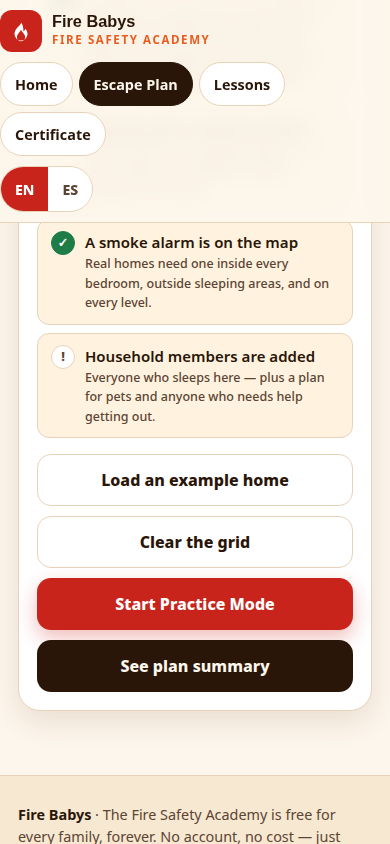 Fire Babys
FIRE SAFETY ACADEMY
Home
Escape Plan
Lessons
Certificate
EN
ES
✓
A smoke alarm is on the map
Real homes need one inside every
bedroom, outside sleeping areas, and on
every level.
!
Household members are added
Everyone who sleeps here — plus a plan
for pets and anyone who needs help
getting out.
Load an example home
Clear the grid
Start Practice Mode
See plan summary
Fire Babys · The Fire Safety Academy is free for
every family, forever. No account, no cost — just